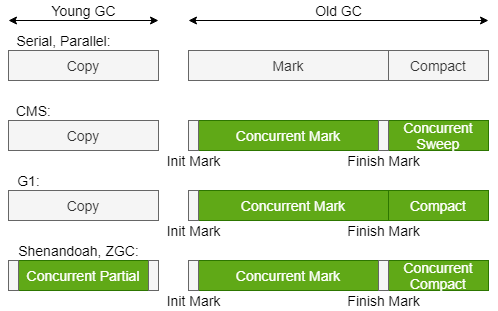 Young GC
Old GC
Serial, Parallel:
Copy
Mark
Compact
CMS:
Copy
Concurrent Mark
Concurrent
Sweep
Init Mark
Finish Mark
G1:
Copy
Concurrent Mark
Compact
Init Mark
Finish Mark
Shenandoah, ZGC:
Concurrent Partial
Concurrent Mark
Concurrent
Compact
Init Mark
Finish Mark